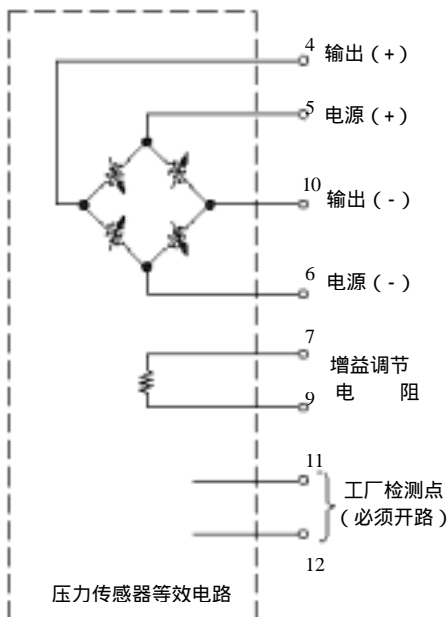 4 输出(+)
5 电源(+)
10 输出(-)
6 电源(-)
7
增益调节
电 阻
9
11
工厂检测点
(必须开路)
12
压力传感器等效电路